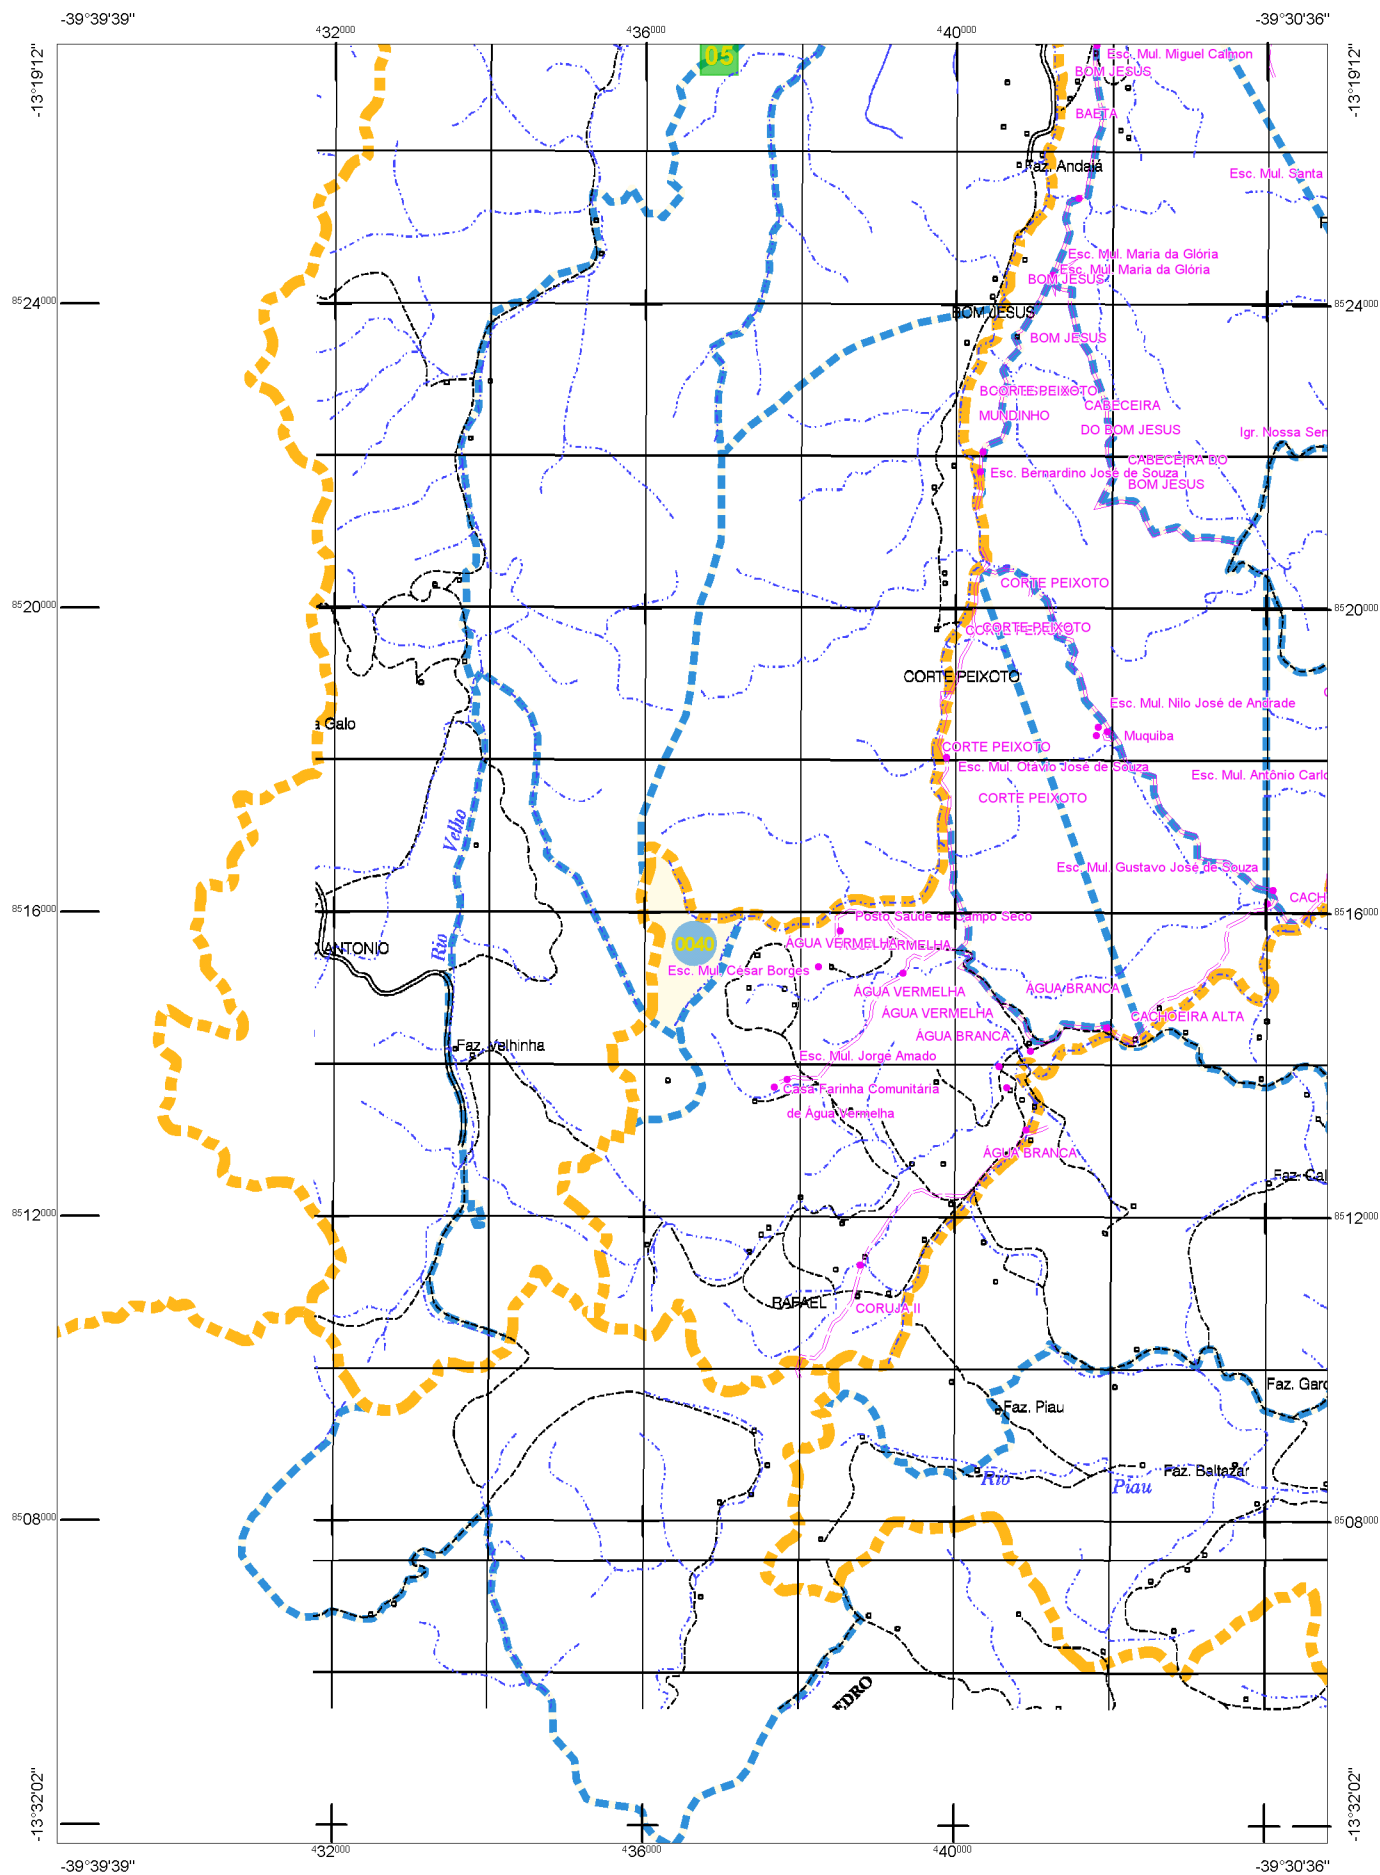 -39°39'39"
-39°30'36"
432000
436000
440000
-13°19'12"
-13°19'12"
05
Esc. Mul. Miguel Calmon
BOM JESUS
BAETA
Faz. Andaiá
Esc. Mul. Santa
Esc. Mul. Maria da Glória
Esc. Mul. Maria da Glória
BOM JESUS
8524000
8524000
BOM JESUS
BOM JESUS
CORTE PEIXOTO
MUNDINHO
CABECEIRA
DO BOM JESUS
Igr. Nossa Sen
CABECEIRA DO
BOM JESUS
Esc. Bernardino José de Souza
CORTE PEIXOTO
8520000
8520000
CORTE PEIXOTO
CORTE PEIXOTO
CORTE PEIXOTO
Esc. Mul. Nilo José de Andrade
a Galo
Muquiba
CORTE PEIXOTO
Esc. Mul. Otávio José de Souza
Esc. Mul. Antônio Carlo
CORTE PEIXOTO
Rio Velho
Esc. Mul. Gustavo José de Souza
CACH
8516000
8516000
Posto Saúde de Campo Seco
ANTONIO
0040
ÁGUA VERMELHA
VERMELHA
Esc. Mul. César Borges
ÁGUA VERMELHA
ÁGUA BRANCA
ÁGUA VERMELHA
CACHOEIRA ALTA
ÁGUA BRANCA
Faz. Velhinha
Esc. Mul. Jorge Amado
Casa Farinha Comunitária
de Água Vermelha
ÁGUA BRANCA
Faz. Cal
8512000
8512000
RAFAEL
CORUJA II
Faz. Garc
Faz. Piau
Faz. Baltazar
Rio Piau
8508000
8508000
EDRO
-13°32'02"
-13°32'02"
432000
436000
440000
-39°39'39"
-39°30'36"